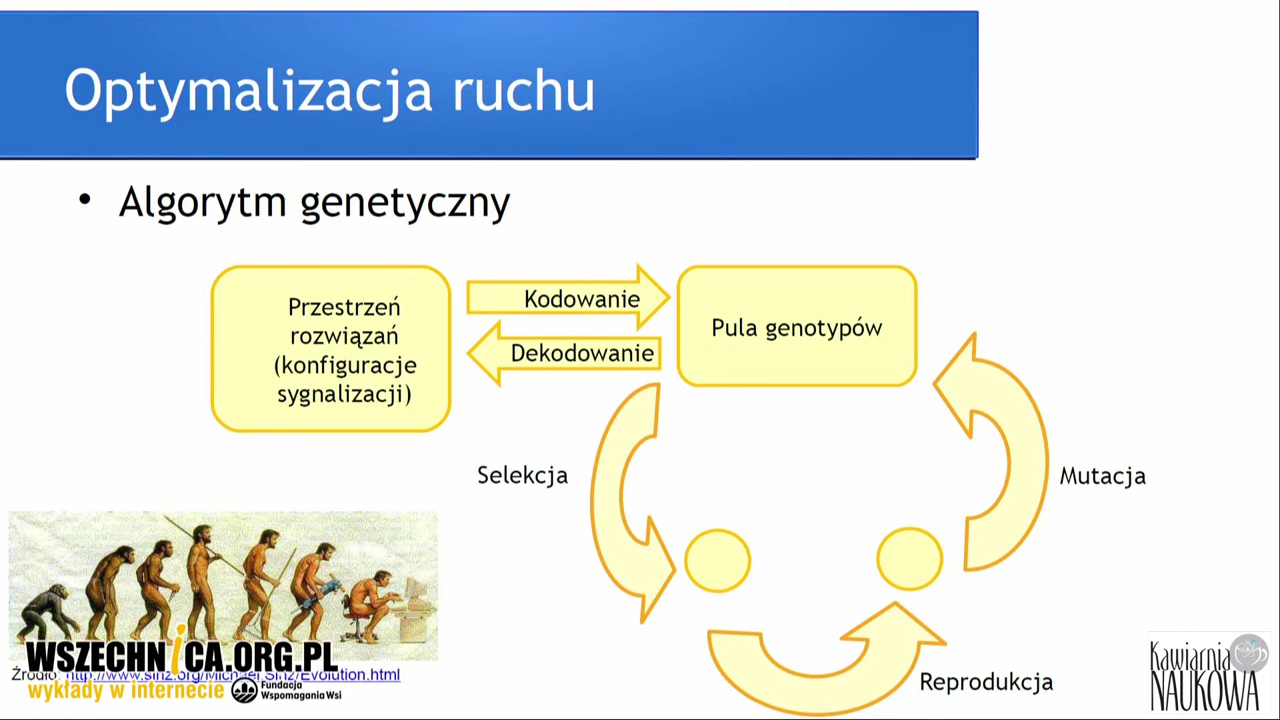 Optymalizacja ruchu
• Algorytm genetyczny
Przestrzeń
rozwiązań
(konfiguracje
sygnalizacji)
Kodowanie
Dekodowanie
Pula genotypów
Selekcja
Mutacja
Reprodukcja
WSZECHNiCA.ORG.PL
Źródło: http://www.sinz.org/Michael.Sinz/Evolution.html
wykłady w internecie
Fundacja
Wspomagania Wsi
Kawiarnia
NAUKOWA